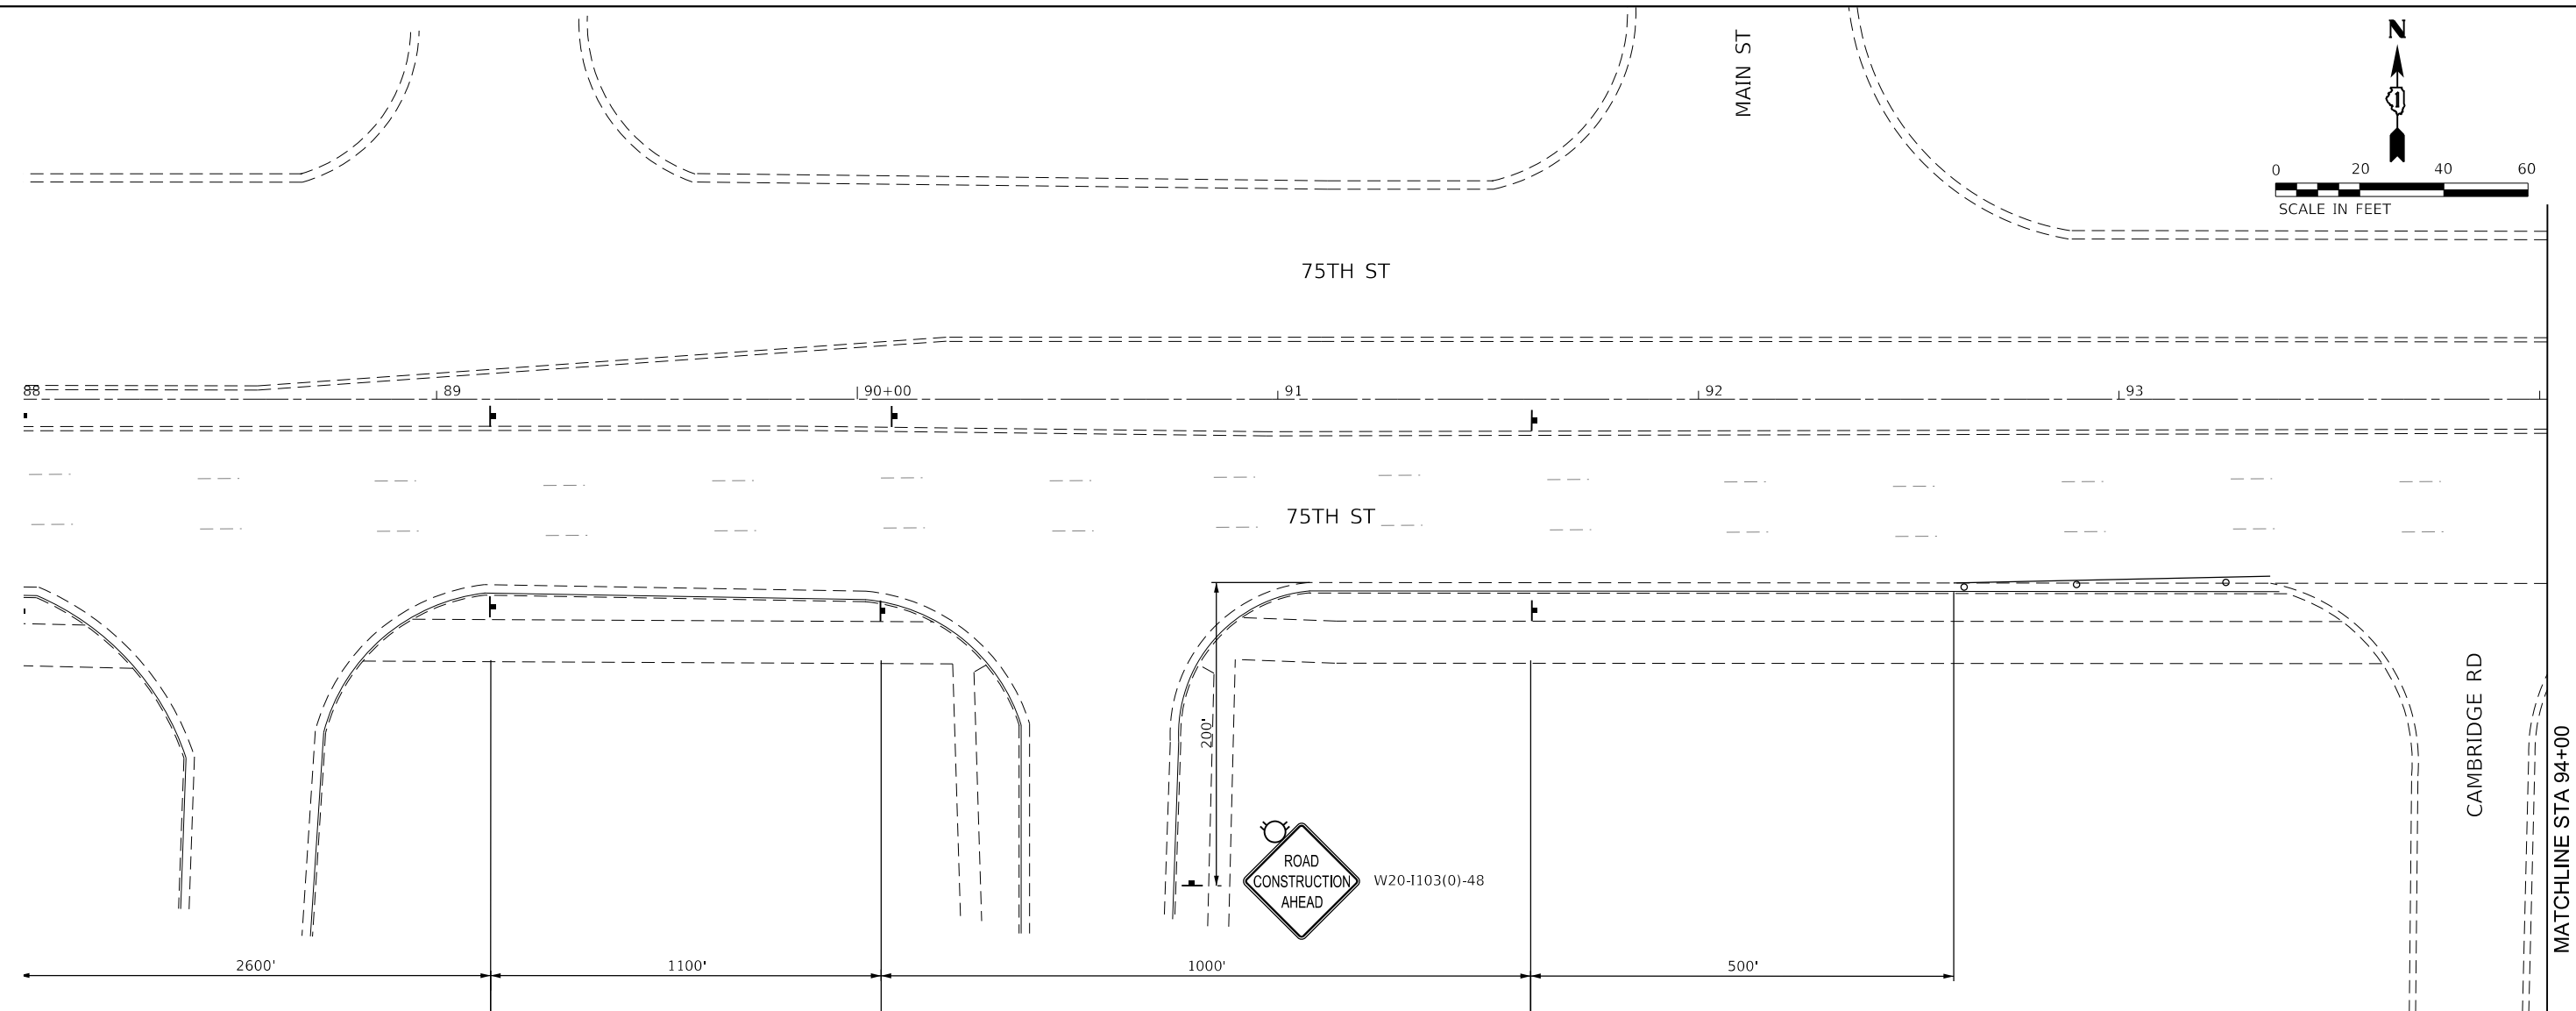 MAIN ST
N
1
0 20 40 60
SCALE IN FEET
75TH ST
88 89 90+00 91 92 93
75TH ST
200'
ROAD
CONSTRUCTION
AHEAD
W20-I103(0)-48
CAMBRIDGE RD
MATCHLINE STA 94+00
2600' 1100' 1000' 500'